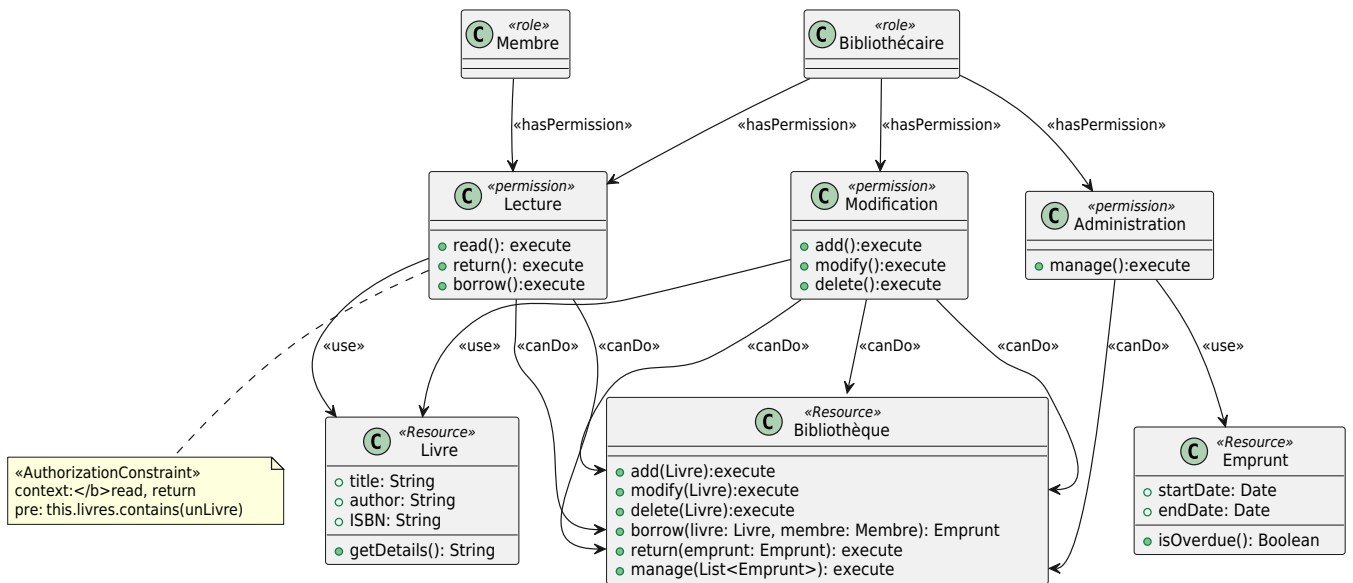 C «role»
Membre
C «role»
Bibliothécaire
«hasPermission»
«hasPermission»
«hasPermission»
«hasPermission»
C «permission»
Lecture
read(): execute
return(): execute
borrow():execute
C «permission»
Modification
add():execute
modify():execute
delete():execute
C «permission»
Administration
manage():execute
«use»
«use»
«canDo»
«canDo»
«canDo»
«canDo»
«canDo»
«canDo»
«use»
«AuthorizationConstraint»
context:</b>read, return
pre: this.livres.contains(unLivre)
C «Resource»
Livre
title: String
author: String
ISBN: String
getDetails(): String
C «Resource»
Bibliothèque
add(Livre):execute
modify(Livre):execute
delete(Livre):execute
borrow(livre: Livre, membre: Membre): Emprunt
return(emprunt: Emprunt): execute
manage(List<Emprunt>): execute
C «Resource»
Emprunt
startDate: Date
endDate: Date
isOverdue(): Boolean